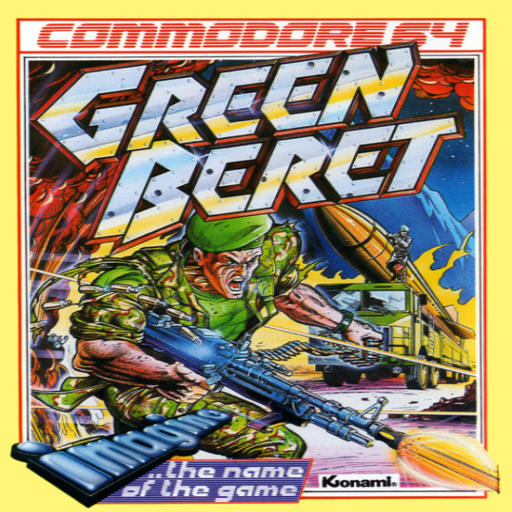 COMMODORE 64
GREEN
BERET
imagine
...the name
of the game
Konami®